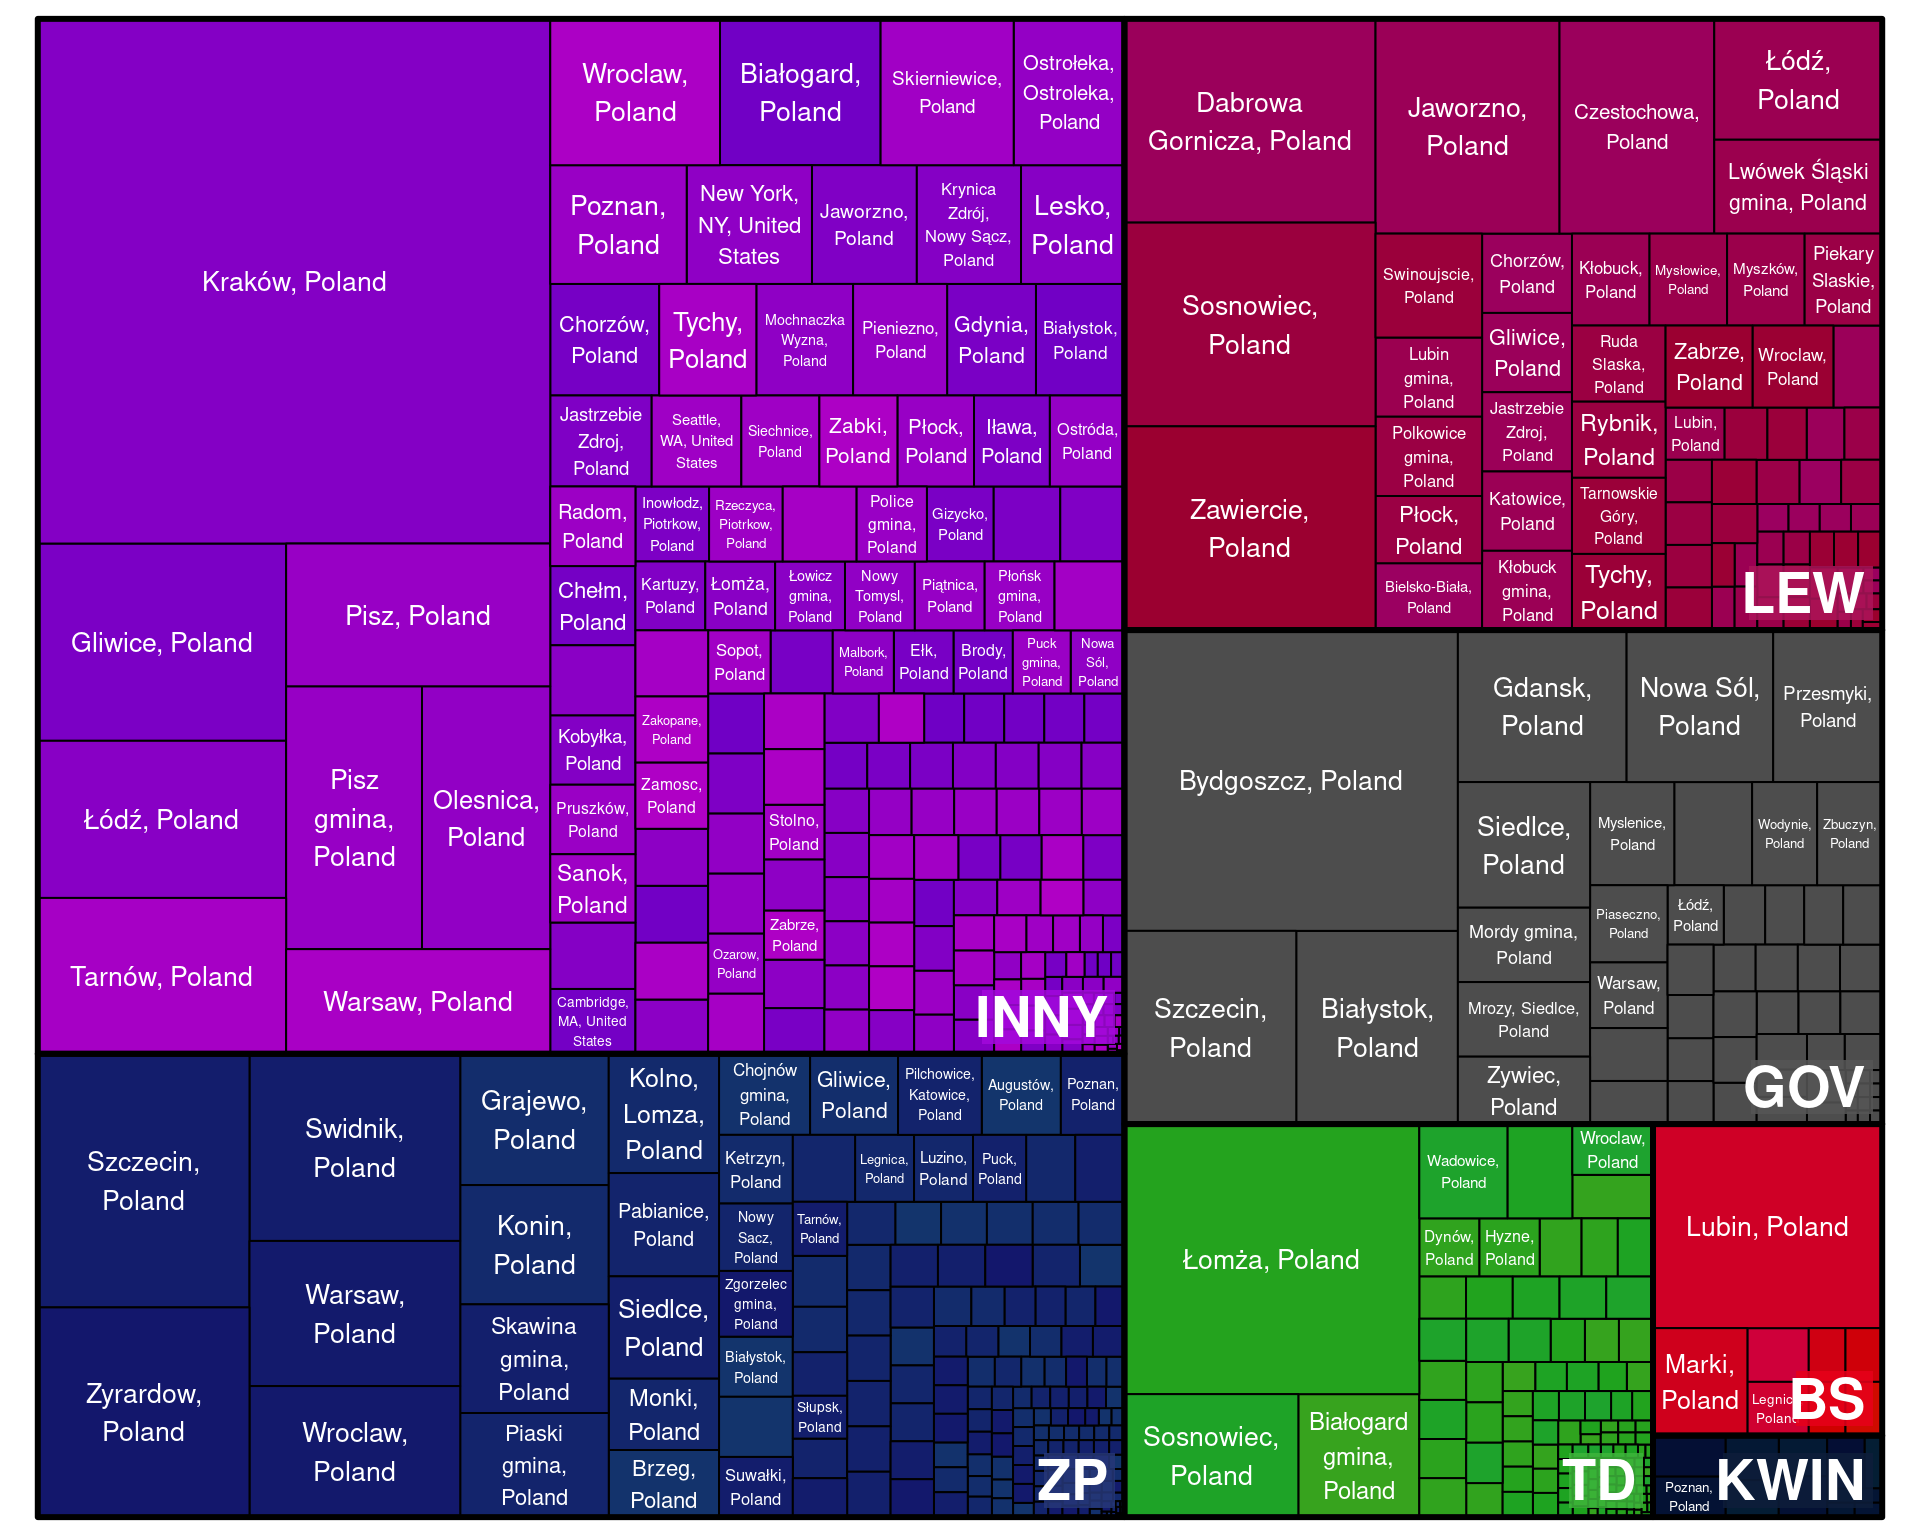 Kraków, Poland
Gliwice, Poland
Łódź, Poland
Tarnów, Poland
Pisz, Poland
Pisz
gmina,
Poland
Olesnica,
Poland
Warsaw, Poland
Wroclaw,
Poland
Białogard,
Poland
Skierniewice,
Poland
Ostrołeka,
Ostroleka,
Poland
Poznan,
Poland
New York,
NY, United
States
Jaworzno,
Poland
Krynica
Zdrój,
Nowy Sącz,
Poland
Lesko,
Poland
Chorzów,
Poland
Tychy,
Poland
Mochnaczka
Wyzna,
Poland
Pieniezno,
Poland
Gdynia,
Poland
Białystok,
Poland
Jastrzebie
Zdroj,
Poland
Seattle,
WA, United
States
Siechnice,
Poland
Zabki,
Poland
Płock,
Poland
Iława,
Poland
Ostróda,
Poland
Radom,
Poland
Inowłodz,
Piotrkow,
Poland
Rzeczyca,
Piotrkow,
Poland
Police
gmina,
Poland
Gizycko,
Poland
Chełm,
Poland
Kartuzy,
Poland
Łomża,
Poland
Łowicz
gmina,
Poland
Nowy
Tomysl,
Poland
Piątnica,
Poland
Płońsk
gmina,
Poland
Sopot,
Poland
Malbork,
Poland
Ełk,
Poland
Brody,
Poland
Puck
gmina,
Poland
Nowa
Sól,
Poland
Kobyłka,
Poland
Zakopane,
Poland
Pruszków,
Poland
Zamosc,
Poland
Stolno,
Poland
Sanok,
Poland
Zabrze,
Poland
Ozarow,
Poland
Cambridge,
MA, United
States
INNY
Dabrowa
Gornicza, Poland
Sosnowiec,
Poland
Zawiercie,
Poland
Jaworzno,
Poland
Czestochowa,
Poland
Łódź,
Poland
Lwówek Śląski
gmina, Poland
Swinoujscie,
Poland
Chorzów,
Poland
Kłobuck,
Poland
Mysłowice,
Poland
Myszków,
Poland
Piekary
Slaskie,
Poland
Lubin
gmina,
Poland
Gliwice,
Poland
Ruda
Slaska,
Poland
Zabrze,
Poland
Wroclaw,
Poland
Polkowice
gmina,
Poland
Jastrzebie
Zdroj,
Poland
Rybnik,
Poland
Lubin,
Poland
Płock,
Poland
Katowice,
Poland
Tarnowskie
Góry,
Poland
Bielsko-Biała,
Poland
Kłobuck
gmina,
Poland
Tychy,
Poland
LEW
Bydgoszcz, Poland
Szczecin,
Poland
Białystok,
Poland
Gdansk,
Poland
Nowa Sól,
Poland
Przesmyki,
Poland
Siedlce,
Poland
Myslenice,
Poland
Wodynie,
Poland
Zbuczyn,
Poland
Mordy gmina,
Poland
Piaseczno,
Poland
Łódź,
Poland
Mrozy, Siedlce,
Poland
Warsaw,
Poland
Zywiec,
Poland
GOV
Szczecin,
Poland
Zyrardow,
Poland
Swidnik,
Poland
Warsaw,
Poland
Wroclaw,
Poland
Grajewo,
Poland
Konin,
Poland
Skawina
gmina,
Poland
Piaski
gmina,
Poland
Kolno,
Lomza,
Poland
Pabianice,
Poland
Siedlce,
Poland
Monki,
Poland
Brzeg,
Poland
Chojnów
gmina,
Poland
Gliwice,
Poland
Pilchowice,
Katowice,
Poland
Augustów,
Poland
Poznan,
Poland
Ketrzyn,
Poland
Legnica,
Poland
Luzino,
Poland
Puck,
Poland
Nowy
Sacz,
Poland
Tarnów,
Poland
Zgorzelec
gmina,
Poland
Białystok,
Poland
Słupsk,
Poland
Suwałki,
Poland
ZP
Łomża, Poland
Sosnowiec,
Poland
Białogard
gmina,
Poland
Wadowice,
Poland
Wroclaw,
Poland
Dynów,
Poland
Hyzne,
Poland
TD
Lubin, Poland
Marki,
Poland
BS
Poznan,
Poland
KWIN